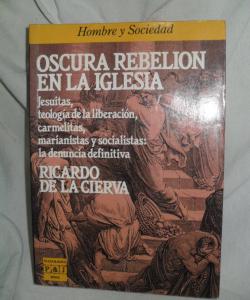 Hombre y Sociedad
OSCURA REBELION
EN LA IGLESIA
Jesuitas,
teología de la liberación,
carmelitas,
marianistas y socialistas:
la denuncia definitiva
RICARDO
DE LA CIERVA
P&J